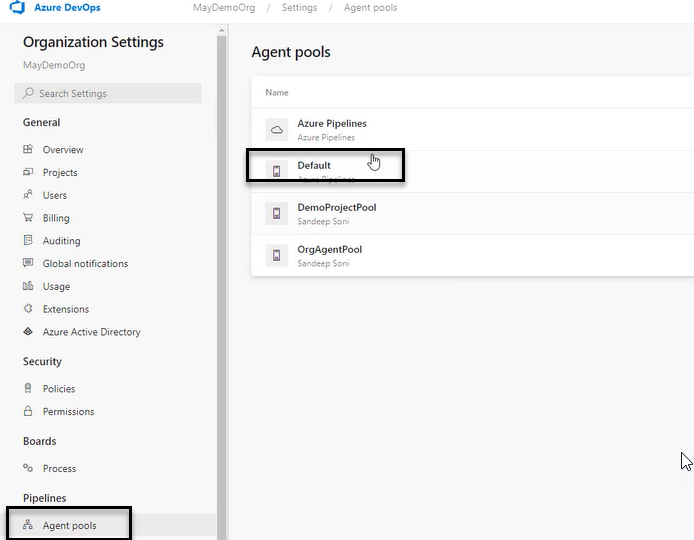 Azure DevOps
MayDemoOrg / Settings / Agent pools
Organization Settings
MayDemoOrg
Search Settings
General
Overview
Projects
Users
Billing
Auditing
Global notifications
Usage
Extensions
Azure Active Directory
Security
Policies
Permissions
Boards
Process
Pipelines
Agent pools
Agent pools
Name
Azure Pipelines
Azure Pipelines
Default
Azure Pipelines
DemoProjectPool
Sandeep Soni
OrgAgentPool
Sandeep Soni